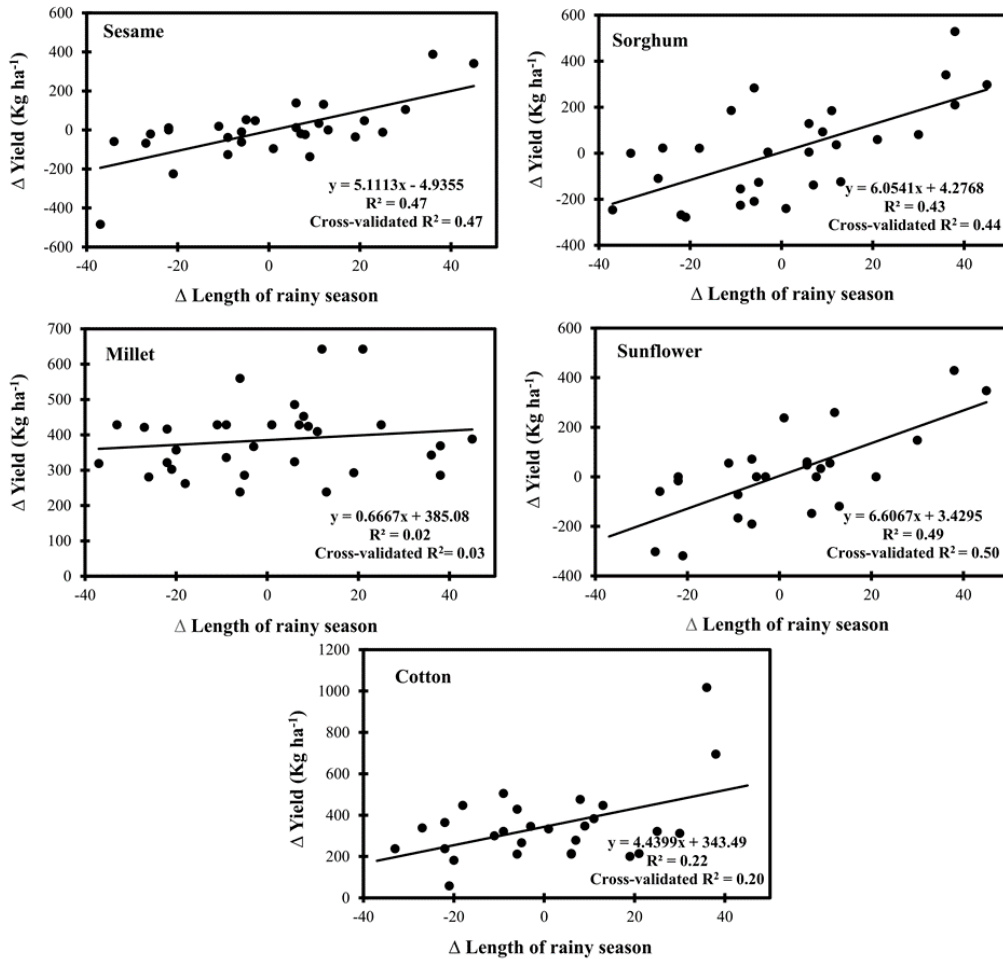 Sesame
Δ Yield (Kg ha⁻¹)
600
400
200
0
-200
-400
-600
-40
-20
0
20
40
y = 5.1113x - 4.9355
R² = 0.47
Cross-validated R² = 0.47
Δ Length of rainy season
Sorghum
Δ Yield (Kg ha⁻¹)
600
400
200
0
-200
-400
-40
-20
0
20
40
y = 6.0541x + 4.2768
R² = 0.43
Cross-validated R² = 0.44
Δ Length of rainy season
Millet
Δ Yield (Kg ha⁻¹)
700
600
500
400
300
200
100
0
-40
-20
0
20
40
y = 0.6667x + 385.08
R² = 0.02
Cross-validated R²= 0.03
Δ Length of rainy season
Sunflower
Δ Yield (Kg ha⁻¹)
600
400
200
0
-200
-400
-40
-20
0
20
40
y = 6.6067x + 3.4295
R² = 0.49
Cross-validated R² = 0.50
Δ Length of rainy season
Cotton
Δ Yield (Kg ha⁻¹)
1200
1000
800
600
400
200
0
-40
-20
0
20
40
y = 4.4399x + 343.49
R² = 0.22
Cross-validated R² = 0.20
Δ Length of rainy season